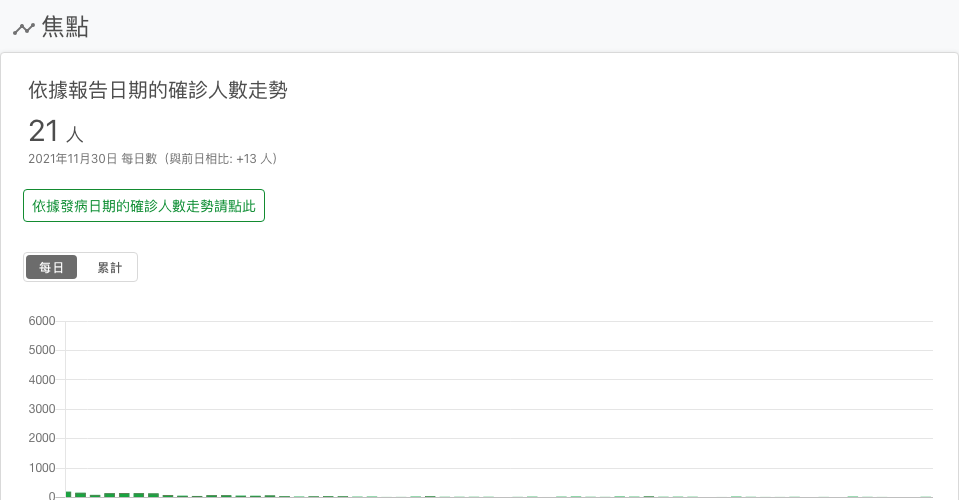 焦點
依據報告日期的確診人數走勢
21 人
2021年11月30日 每日數（與前日相比: +13 人）
依據發病日期的確診人數走勢請點此
每日 累計
6000
5000
4000
3000
2000
1000
0